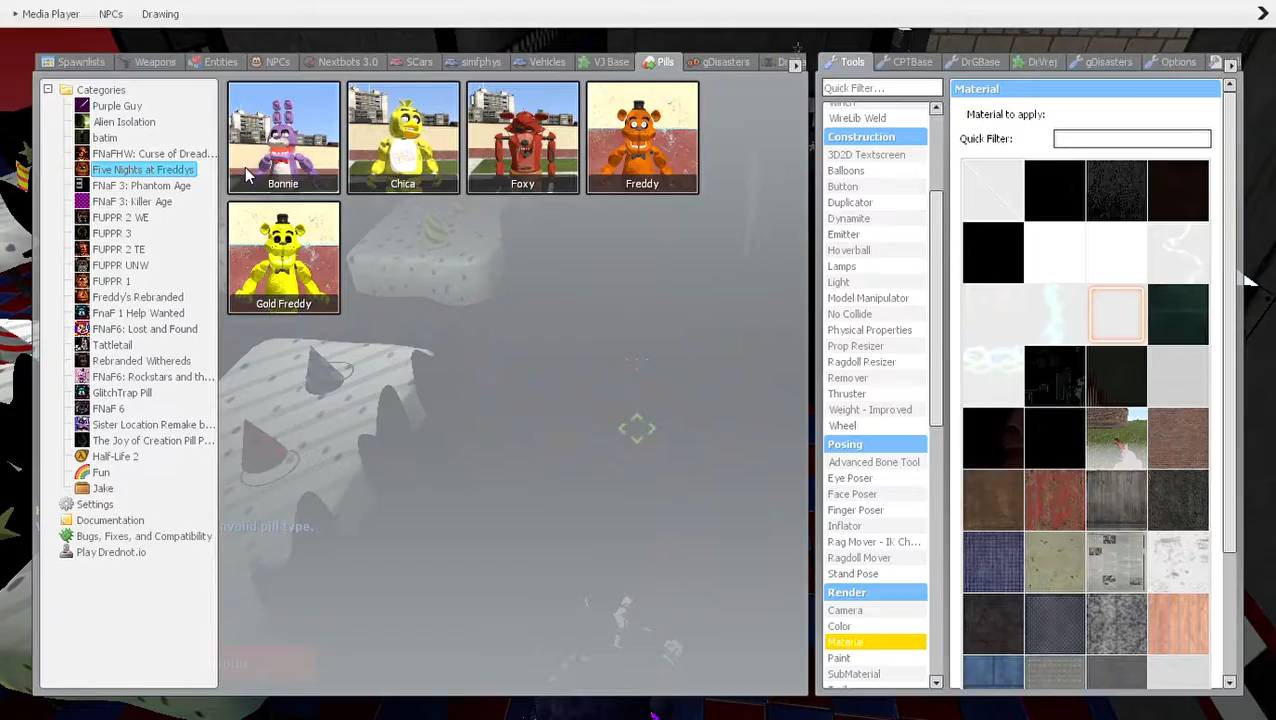 Media Player NPCs Drawing
Spawnlists Weapons Entities NPCs Nextbots 3.0 SCars simfphys Vehicles VJ Base Pills gDisasters
Tools CPTBase DrGBase DrVrej gDisasters Options
Categories
Purple Guy
Alien Isolation
batim
FNaFHW: Curse of Dread...
Five Nights at Freddys
FNaF 3: Phantom Age
FNaF 3: Killer Age
FUPPR 2 WE
FUPPR 3
FUPPR 2 TE
FUPPR UNW
FUPPR 1
Freddy's Rebranded
FnaF 1 Help Wanted
FNaF6: Lost and Found
Tattletail
Rebranded Withereds
FNaF6: Rockstars and th...
GlitchTrap Pill
FNaF 6
Sister Location Remake b...
The Joy of Creation Pill P...
Half-Life 2
Fun
Jake
Settings
Documentation
Bugs, Fixes, and Compatibility
Play Drednot.io
Bonnie
Chica
Foxy
Freddy
Gold Freddy
avalid pill type.
Quick Filter...
WireLib Weld
Construction
3D2D Textscreen
Balloons
Button
Duplicator
Dynamite
Emitter
Hoverball
Lamps
Light
Model Manipulator
No Collide
Physical Properties
Prop Resizer
Ragdoll Resizer
Remover
Thruster
Weight - Improved
Wheel
Posing
Advanced Bone Tool
Eye Poser
Face Poser
Finger Poser
Inflator
Rag Mover - IK Ch...
Ragdoll Mover
Stand Pose
Render
Camera
Color
Material
Paint
SubMaterial
Material
Material to apply:
Quick Filter: